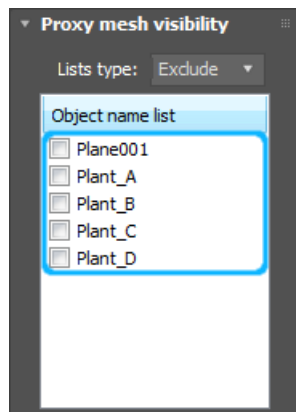 Proxy mesh visibility
Lists type: Exclude
Object name list
Plane001
Plant_A
Plant_B
Plant_C
Plant_D